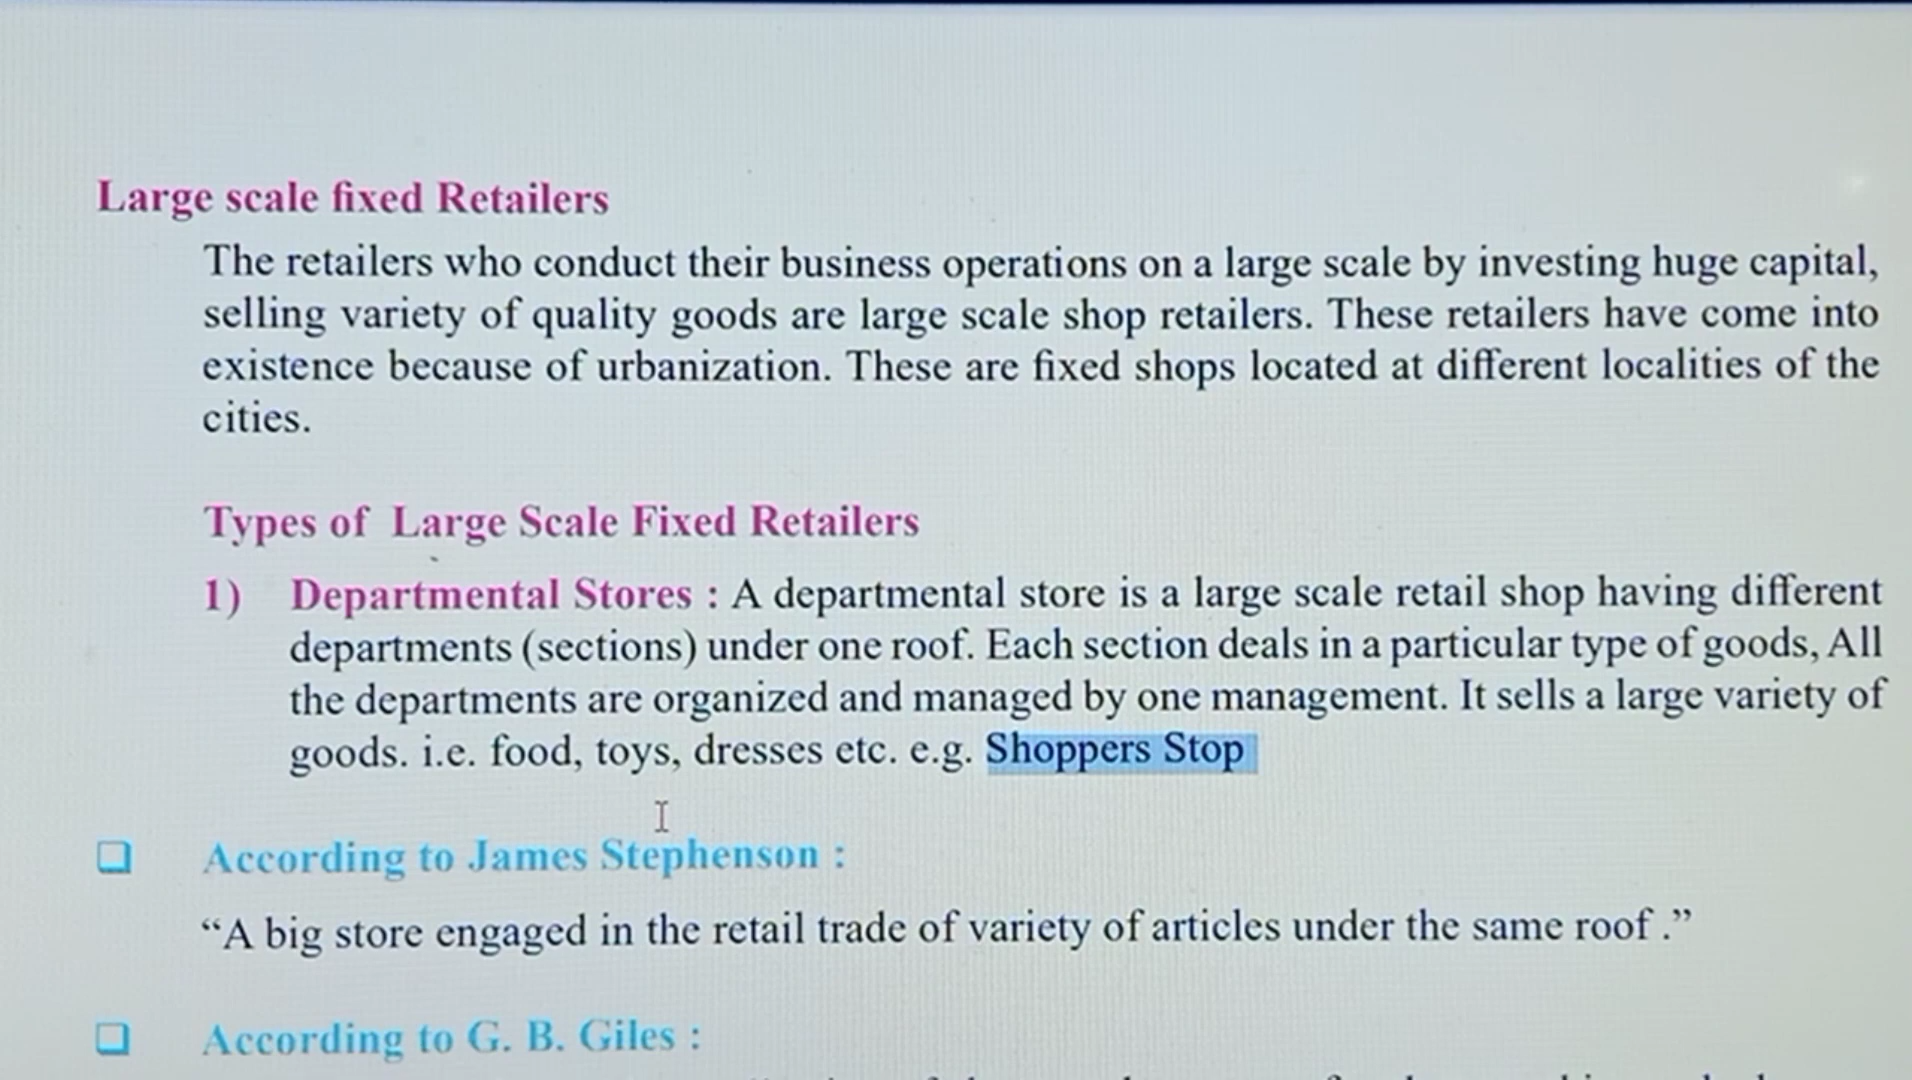 Large scale fixed Retailers
The retailers who conduct their business operations on a large scale by investing huge capital,
selling variety of quality goods are large scale shop retailers. These retailers have come into
existence because of urbanization. These are fixed shops located at different localities of the
cities.
Types of Large Scale Fixed Retailers
1) Departmental Stores : A departmental store is a large scale retail shop having different
departments (sections) under one roof. Each section deals in a particular type of goods, All
the departments are organized and managed by one management. It sells a large variety of
goods. i.e. food, toys, dresses etc. e.g. Shoppers Stop
❑ According to James Stephenson :
“A big store engaged in the retail trade of variety of articles under the same roof .”
❑ According to G. B. Giles :